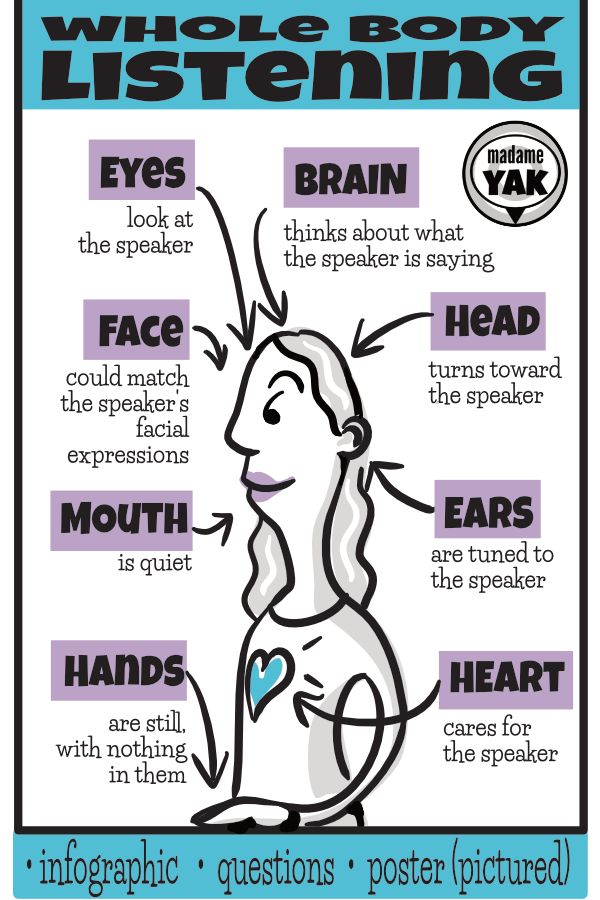 WHOLE BODY
LISTENING
madame
YAK
EYES
look at
the speaker
BRAIN
thinks about what
the speaker is saying
FACE
could match
the speaker's
facial
expressions
HEAD
turns toward
the speaker
MOUTH
is quiet
EARS
are tuned to
the speaker
HANDS
are still,
with nothing
in them
HEART
cares for
the speaker
• infographic • questions • poster (pictured)